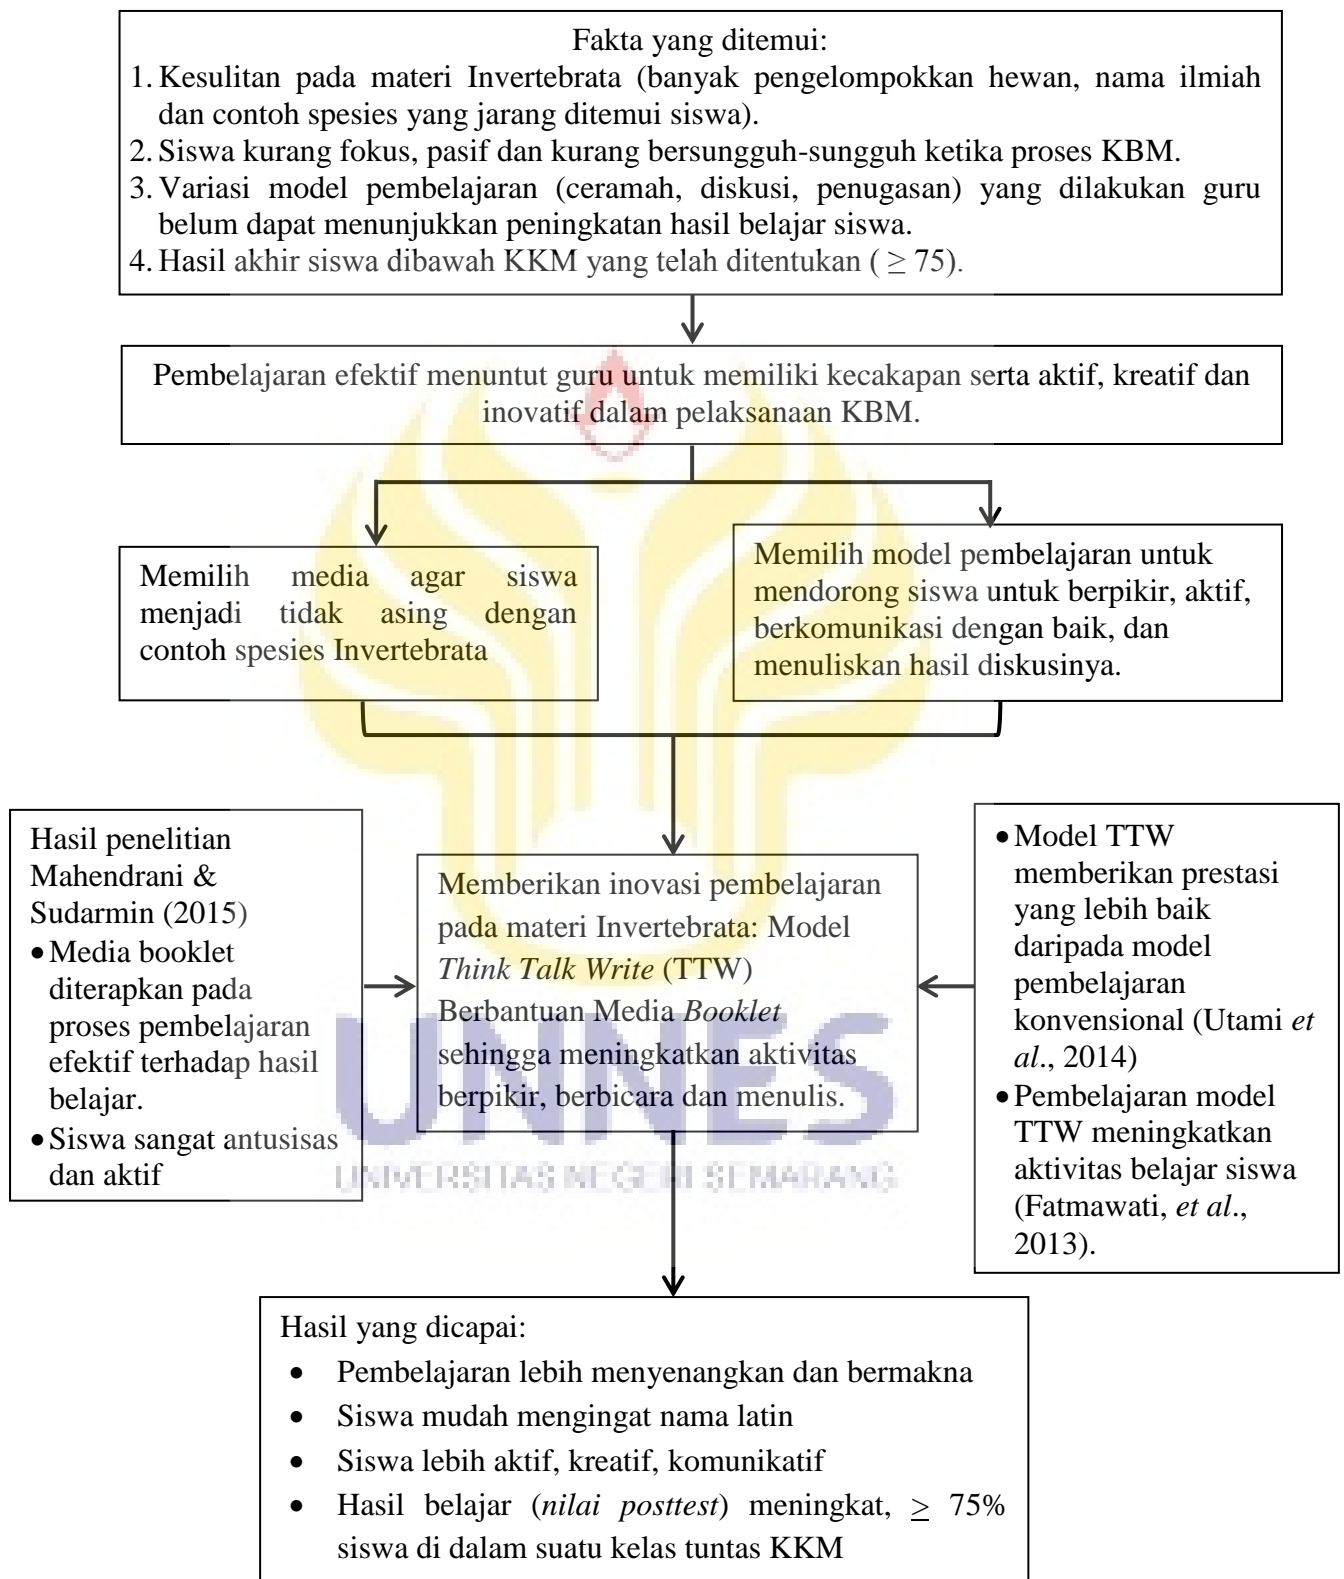 Fakta yang ditemui:
1. Kesulitan pada materi Invertebrata (banyak pengelompokkan hewan, nama ilmiah
dan contoh spesies yang jarang ditemui siswa).
2. Siswa kurang fokus, pasif dan kurang bersungguh-sungguh ketika proses KBM.
3. Variasi model pembelajaran (ceramah, diskusi, penugasan) yang dilakukan guru
belum dapat menunjukkan peningkatan hasil belajar siswa.
4. Hasil akhir siswa dibawah KKM yang telah ditentukan ( ≥ 75).
Pembelajaran efektif menuntut guru untuk memiliki kecakapan serta aktif, kreatif dan
inovatif dalam pelaksanaan KBM.
Memilih media agar siswa
menjadi tidak asing dengan
contoh spesies Invertebrata
Memilih model pembelajaran untuk
mendorong siswa untuk berpikir, aktif,
berkomunikasi dengan baik, dan
menuliskan hasil diskusinya.
Hasil penelitian
Mahendrani &
Sudarmin (2015)
• Media booklet
diterapkan pada
proses pembelajaran
efektif terhadap hasil
belajar.
• Siswa sangat antusisas
dan aktif
Memberikan inovasi pembelajaran
pada materi Invertebrata: Model
Think Talk Write (TTW)
Berbantuan Media Booklet
sehingga meningkatkan aktivitas
berpikir, berbicara dan menulis.
• Model TTW
memberikan prestasi
yang lebih baik
daripada model
pembelajaran
konvensional (Utami et
al., 2014)
• Pembelajaran model
TTW meningkatkan
aktivitas belajar siswa
(Fatmawati, et al.,
2013).
UNNES
UNIVERSITAS NEGERI SEMARANG
Hasil yang dicapai:
• Pembelajaran lebih menyenangkan dan bermakna
• Siswa mudah mengingat nama latin
• Siswa lebih aktif, kreatif, komunikatif
• Hasil belajar (nilai posttest) meningkat, ≥ 75%
siswa di dalam suatu kelas tuntas KKM